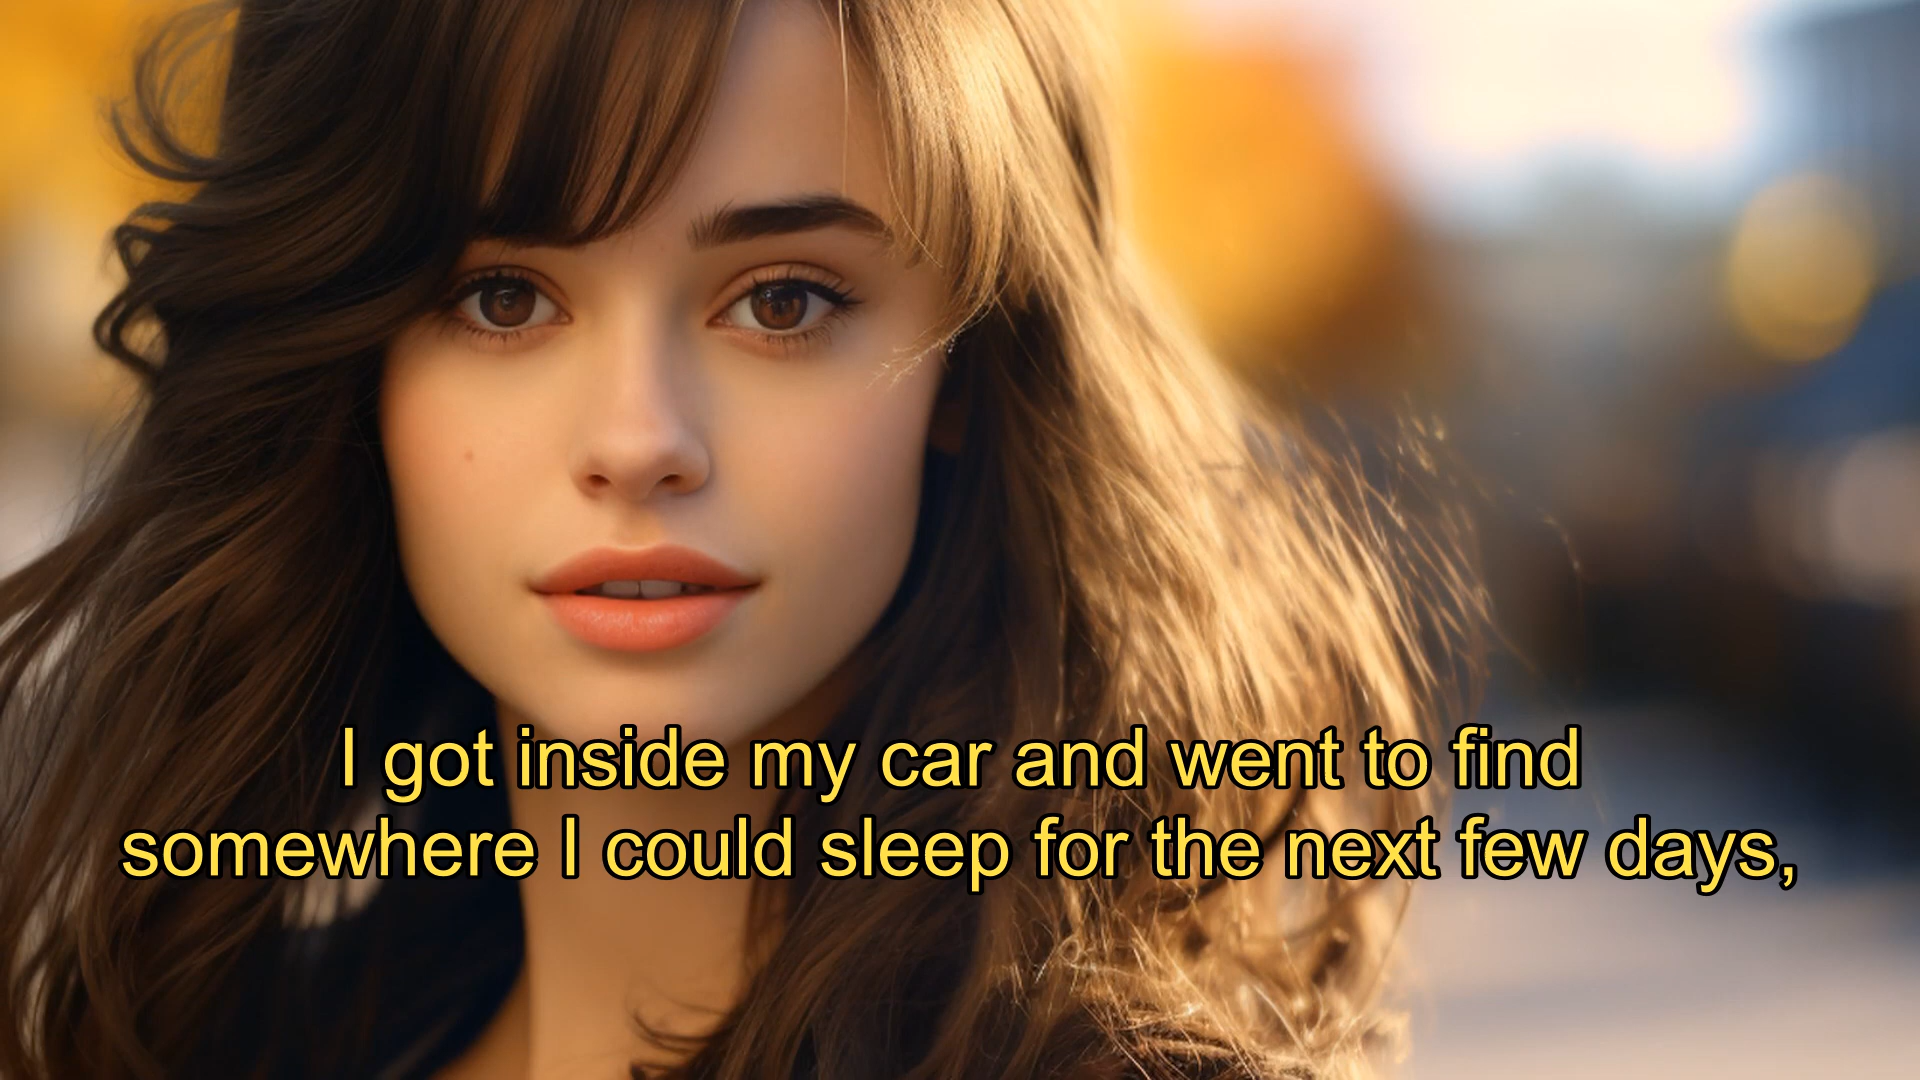 I got inside my car and went to find
somewhere I could sleep for the next few days,